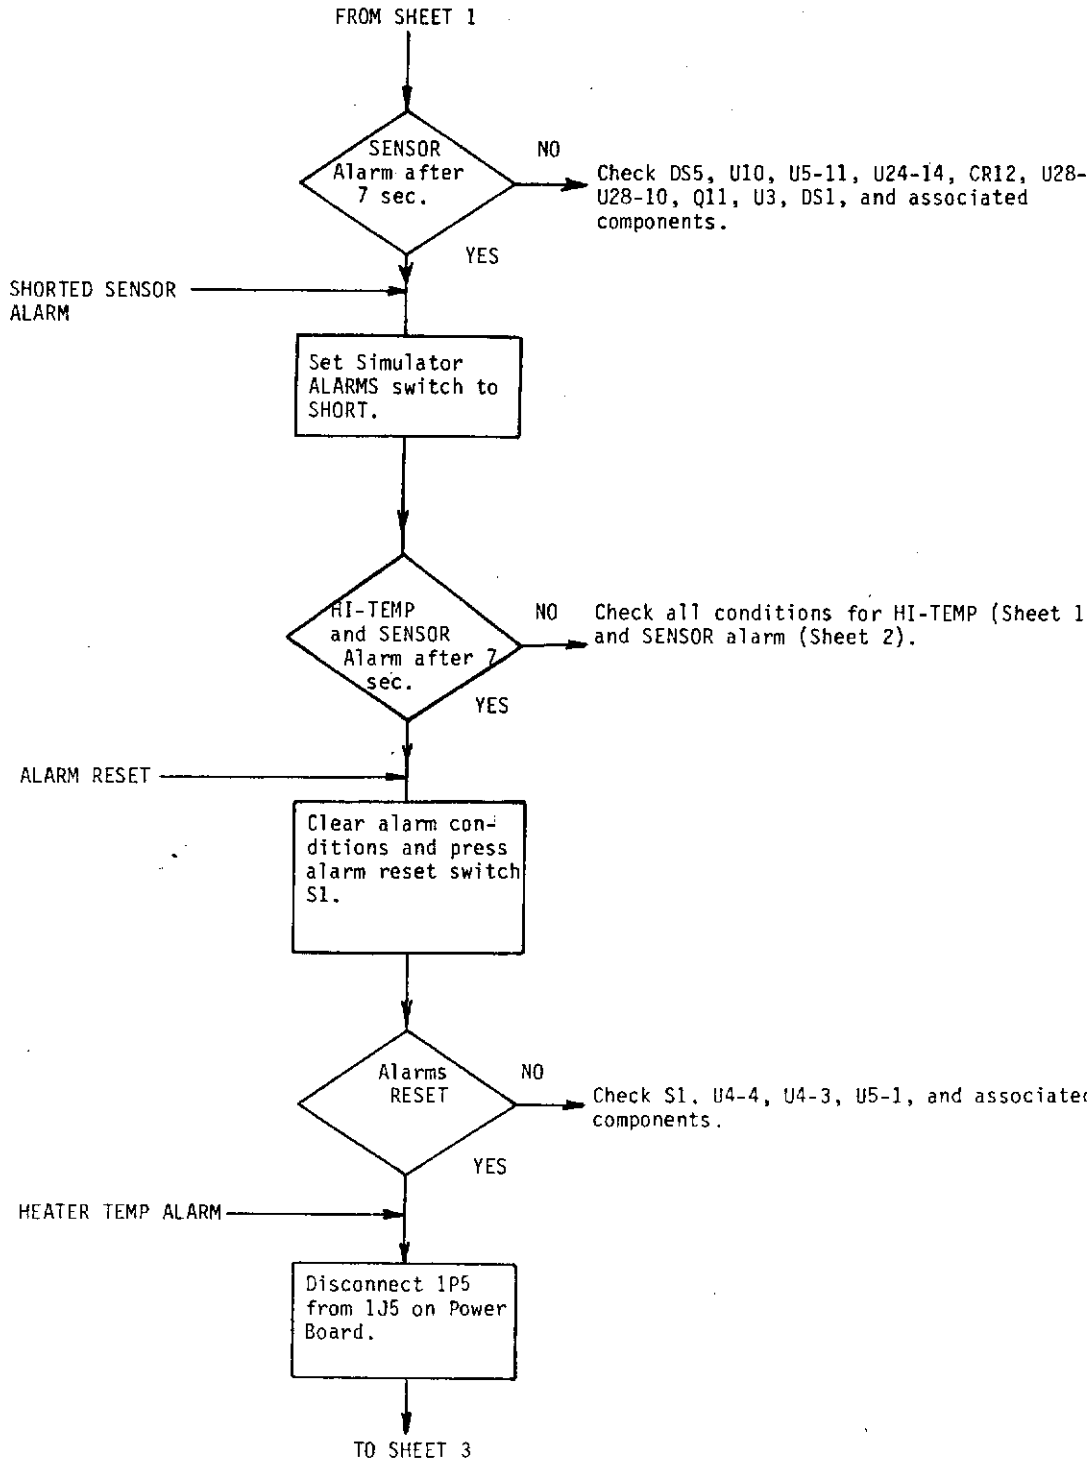 FROM SHEET 1
SENSOR
Alarm after
7 sec.
NO
Check DS5, U10, U5-11, U24-14, CR12, U28-
U28-10, Q11, U3, DS1, and associated
components.
YES
SHORTED SENSOR
ALARM
Set Simulator
ALARMS switch to
SHORT.
HI-TEMP
and SENSOR
Alarm after 7
sec.
NO
Check all conditions for HI-TEMP (Sheet 1
and SENSOR alarm (Sheet 2).
YES
ALARM RESET
Clear alarm con-
ditions and press
alarm reset switch
S1.
Alarms
RESET
NO
Check S1, U4-4, U4-3, U5-1, and associated
components.
YES
HEATER TEMP ALARM
Disconnect 1P5
from 1J5 on Power
Board.
TO SHEET 3